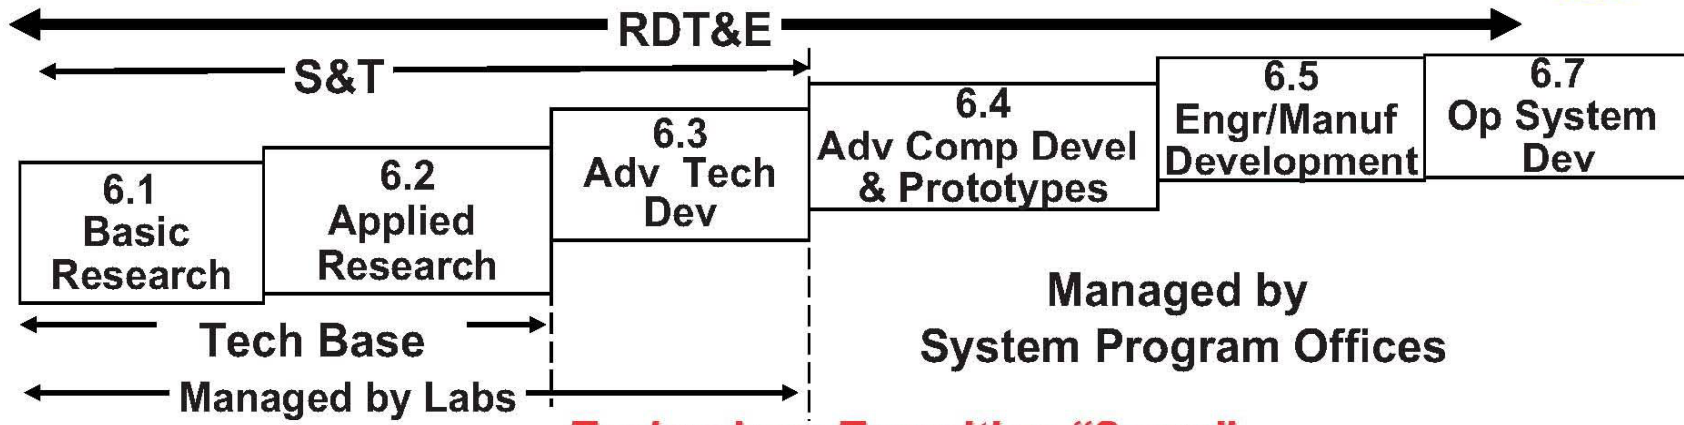 RDT&E
S&T
6.1
Basic
Research
6.2
Applied
Research
6.3
Adv Tech
Dev
6.4
Adv Comp Devel
& Prototypes
6.5
Engr/Manuf
Development
6.7
Op System
Dev
Tech Base
Managed by Labs
Managed by
System Program Offices